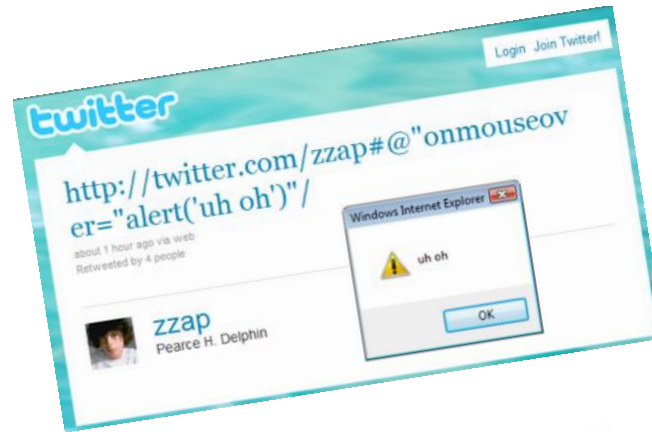 Login Join Twitter!
twitter
http://twitter.com/zzap#@"onmouseov
er="alert('uh oh')"/
about 1 hour ago via web
Retweeted by 4 people
Windows Internet Explorer
uh oh
OK
zzap
Pearce H. Delphin